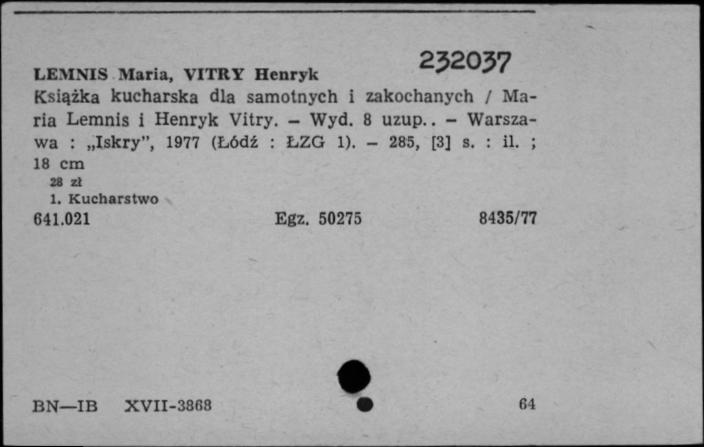 232037
LEMNIS Maria, VITRY Henryk
Książka kucharska dla samotnych i zakochanych / Ma-
ria Lemnis i Henryk Vitry. — Wyd. 8 uzup.. — Warsza-
wa : „Iskry”, 1977 (Łódź : ŁZG 1). — 285, [3] s. : il. ;
18 cm
28 zł
1. Kucharstwo
641.021 Egz. 50275 8435/77
BN—IB XVII-3868 64